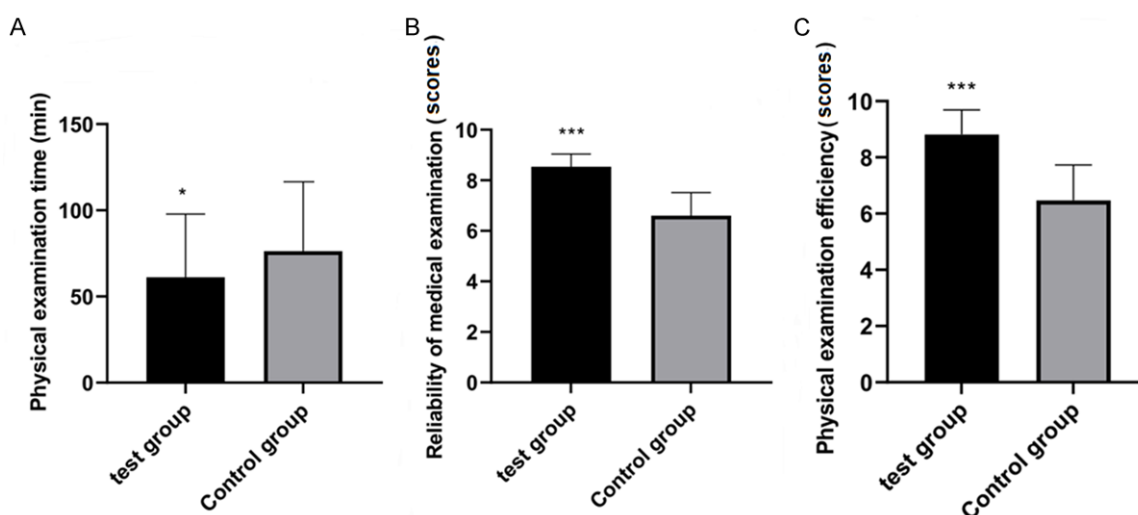 A
Physical examination time (min)
150
100
50
0
*
test group
Control group
B
Reliability of medical examination (scores)
10
8
6
4
2
0
***
test group
Control group
C
Physical examination efficiency(scores)
10
8
6
4
2
0
***
test group
Control group